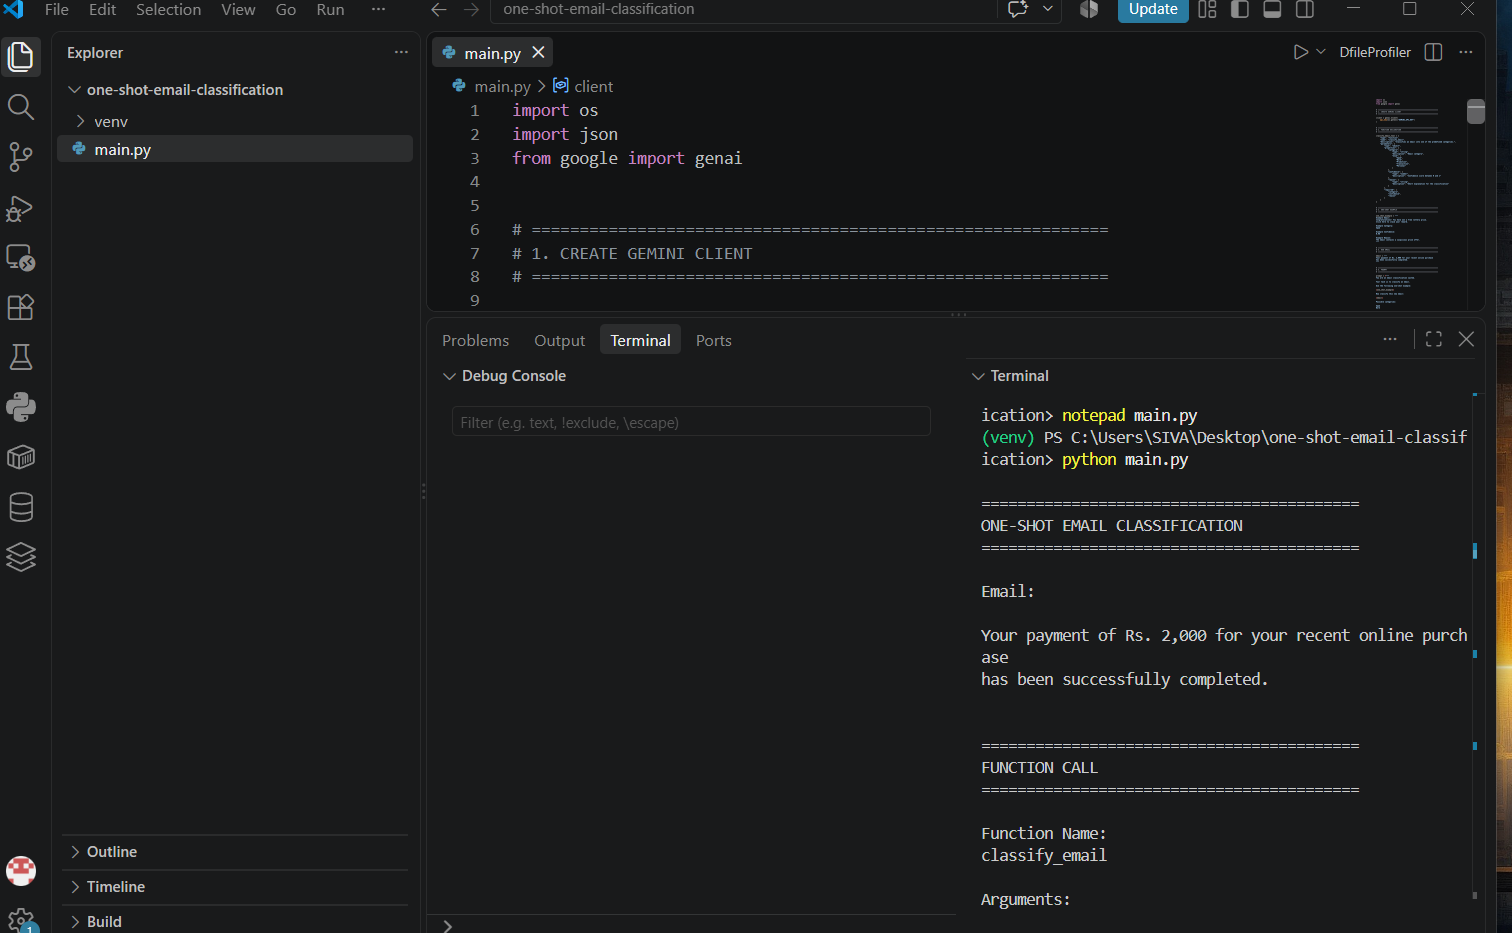 File Edit Selection View Go Run ···
one-shot-email-classification
Update
Explorer
one-shot-email-classification
venv
main.py
Outline
Timeline
Build
1
main.py
DfileProfiler
main.py > client
1 import os
2 import json
3 from google import genai
4
5
6 # ============================================================
7 # 1. CREATE GEMINI CLIENT
8 # ============================================================
9
Problems Output Terminal Ports
Debug Console
Filter (e.g. text, !exclude, \escape)
Terminal
ication> notepad main.py
(venv) PS C:\Users\SIVA\Desktop\one-shot-email-classif
ication> python main.py
==========================================
ONE-SHOT EMAIL CLASSIFICATION
==========================================
Email:
Your payment of Rs. 2,000 for your recent online purch
ase
has been successfully completed.
==========================================
FUNCTION CALL
==========================================
Function Name:
classify_email
Arguments: